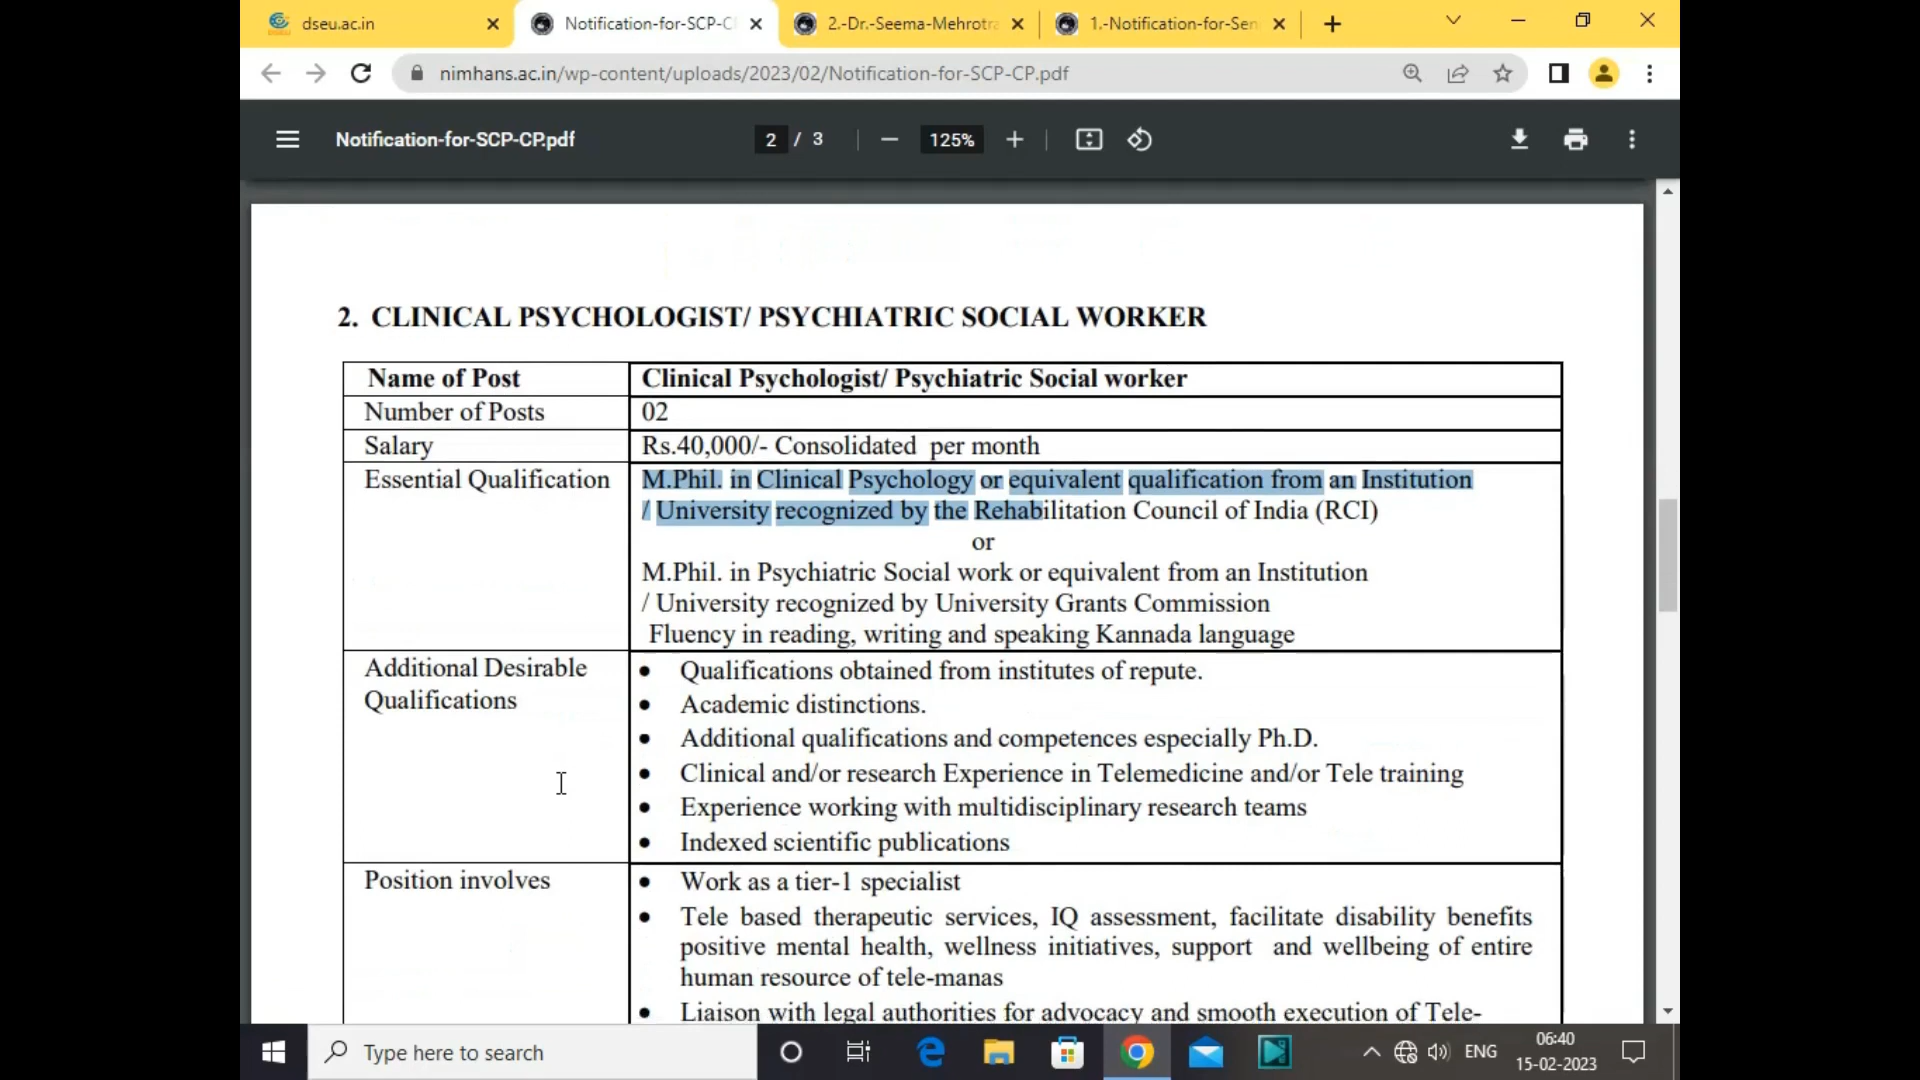 dseu.ac.in
Notification-for-SCP-C
2.-Dr.-Seema-Mehrotra
1.-Notification-for-Sen
nimhans.ac.in/wp-content/uploads/2023/02/Notification-for-SCP-CP.pdf
Notification-for-SCP-CP.pdf
2 / 3
125%
2. CLINICAL PSYCHOLOGIST/ PSYCHIATRIC SOCIAL WORKER
Name of Post
Clinical Psychologist/ Psychiatric Social worker
Number of Posts
02
Salary
Rs.40,000/- Consolidated per month
Essential Qualification
M.Phil. in Clinical Psychology or equivalent qualification from an Institution
/ University recognized by the Rehabilitation Council of India (RCI)
or
M.Phil. in Psychiatric Social work or equivalent from an Institution
/ University recognized by University Grants Commission
Fluency in reading, writing and speaking Kannada language
Additional Desirable
Qualifications
• Qualifications obtained from institutes of repute.
• Academic distinctions.
• Additional qualifications and competences especially Ph.D.
• Clinical and/or research Experience in Telemedicine and/or Tele training
• Experience working with multidisciplinary research teams
• Indexed scientific publications
Position involves
• Work as a tier-1 specialist
• Tele based therapeutic services, IQ assessment, facilitate disability benefits
positive mental health, wellness initiatives, support and wellbeing of entire
human resource of tele-manas
• Liaison with legal authorities for advocacy and smooth execution of Tele-
Type here to search
ENG
06:40
15-02-2023